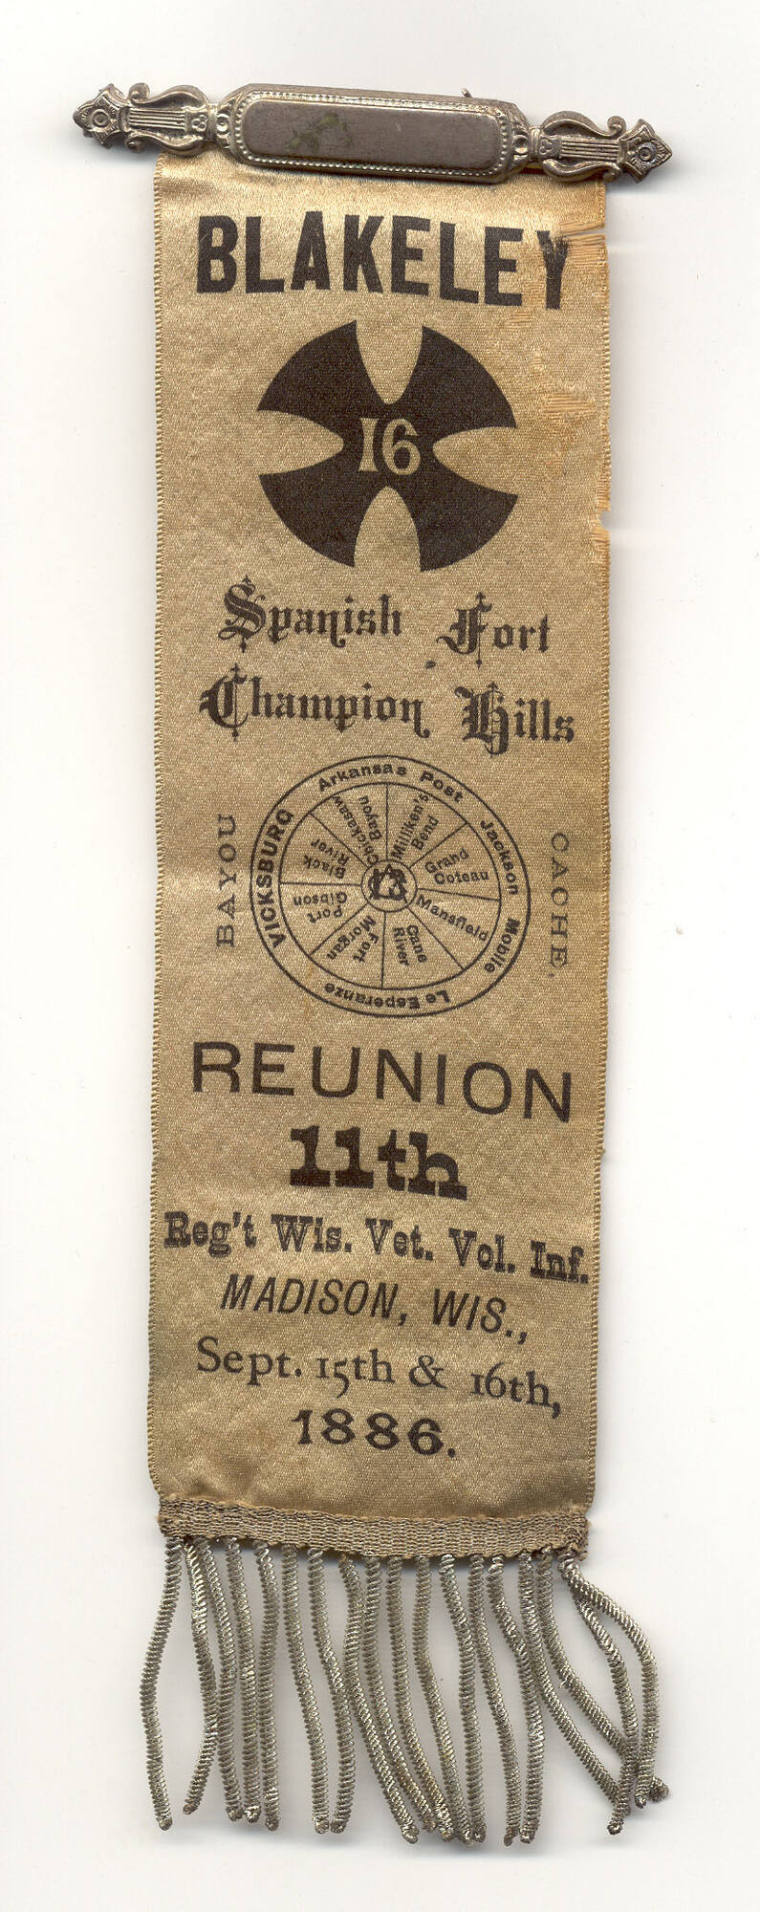 BLAKELEY
16
Spanish Fort
Champion Hills
BAYOU
CACHE,
VICKSBURG
Arkansas Post
Jackson
Mobile
Le Esperanze
Chickasaw
Bayou
Milliken's
Bend
Grand
Coteau
Mansfield
Cane
River
Fort
Morgan
Port
Gibson
Black
River
13
REUNION
11th
Reg't Wis. Vet. Vol. Inf.
MADISON, WIS.,
Sept. 15th & 16th,
1886.